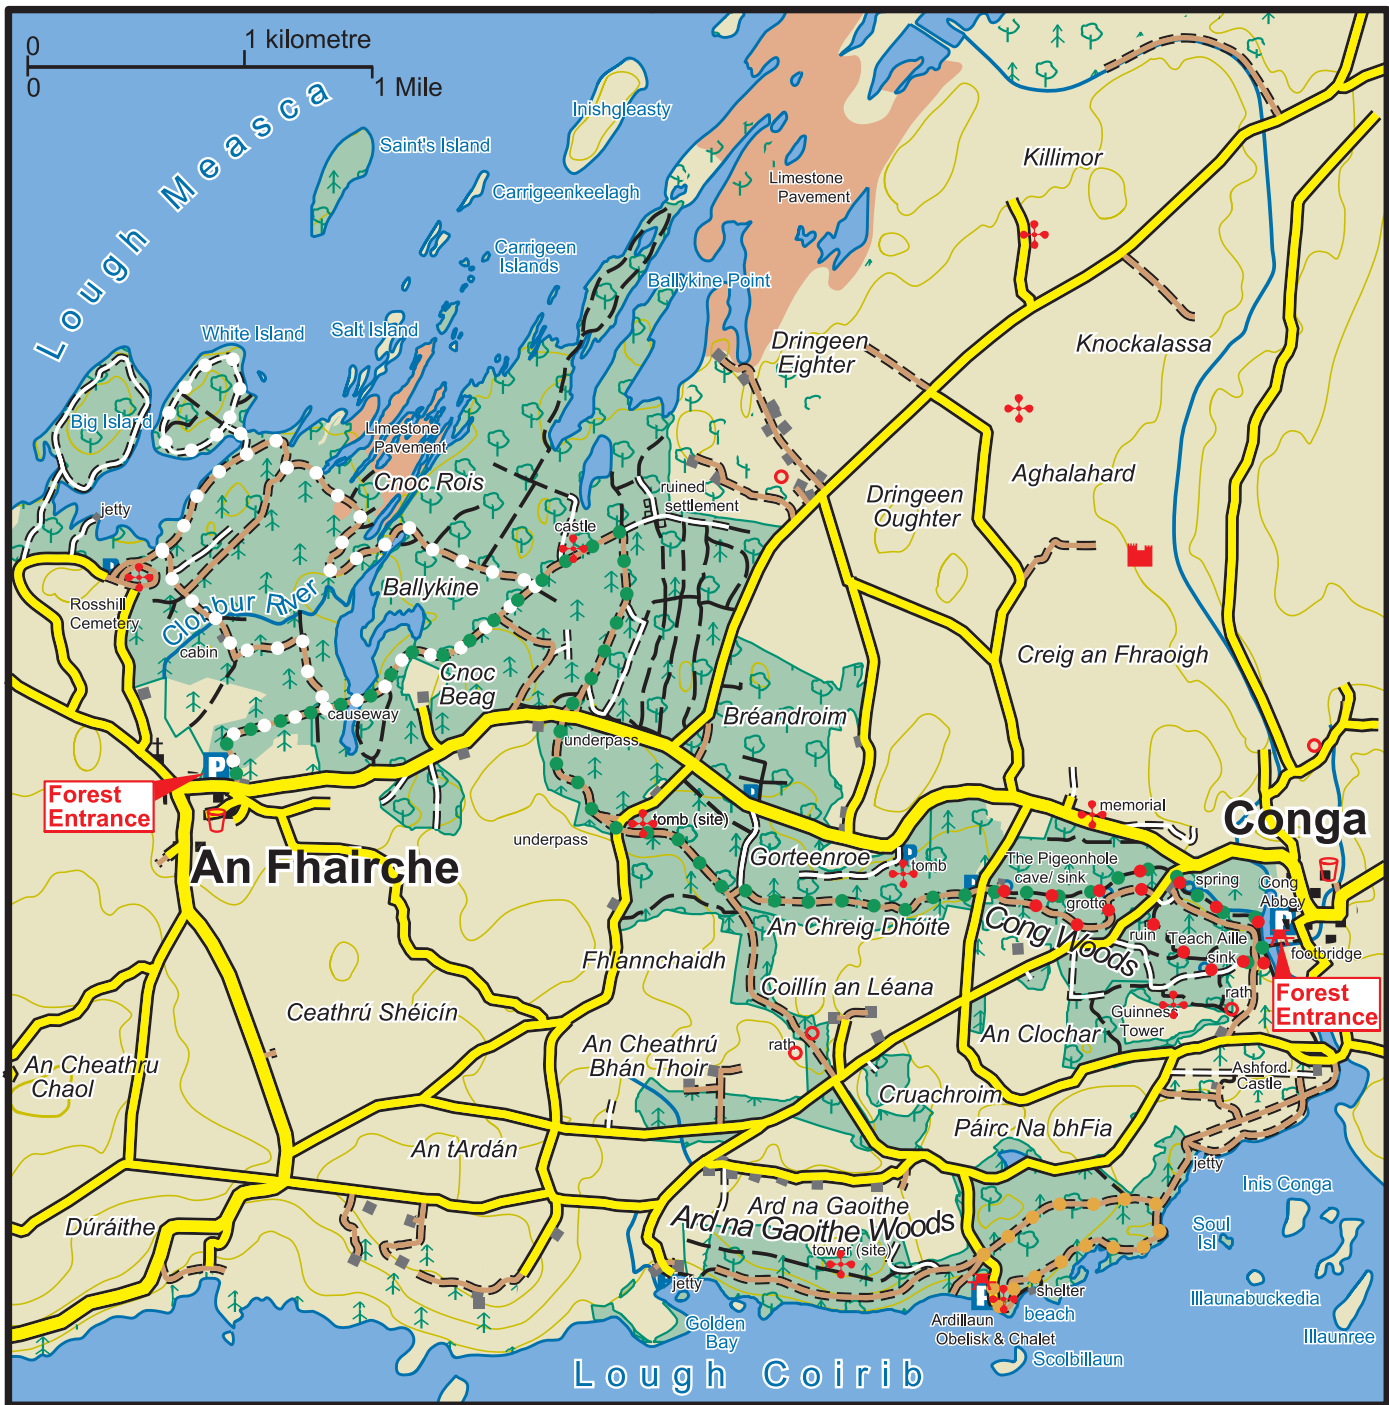 0
1 kilometre
0
1 Mile
Lough Measca
Inishgleasty
Saint's Island
Carrigeenkeelagh
Killimor
Limestone
Pavement
Carrigeen
Islands
Ballykine Point
White Island
Salt Island
Dringeen
Eighter
Knockalassa
Big Island
Limestone
Pavement
Cnoc Rois
ruined
settlement
Aghalahard
Dringeen
Oughter
jetty
castle
Ballykine
Rosshill
Cemetery
Clonbur River
cabin
Cnoc
Beag
Creig an Fhraoigh
causeway
Bréandroim
underpass
P
Forest
Entrance
P
memorial
Conga
tomb (site)
underpass
An Fhairche
Gorteenroe
P
tomb
The Pigeonhole
cave/ sink
spring
grotto
Cong
Abbey
P
An Chreig Dhóite
Cong Woods
ruin
Teach Aille
sink
footbridge
Fhlannchaidh
Coillín an Léana
Forest
Entrance
Guinness
Tower
rath
Ceathrú Shéicín
An Clochar
An Cheathrú
Bhán Thoir
rath
An Cheathru
Chaol
Ashford
Castle
Cruachroim
Páirc Na bhFia
An tArdán
jetty
Inis Conga
Ard na Gaoithe
Ard na Gaoithe Woods
Dúráithe
Soul
Isl
tower (site)
jetty
shelter
Illaunabuckedia
P
beach
Ardillaun
Obelisk & Chalet
Golden
Bay
Illaunree
Scolbillaun
Lough Coirib